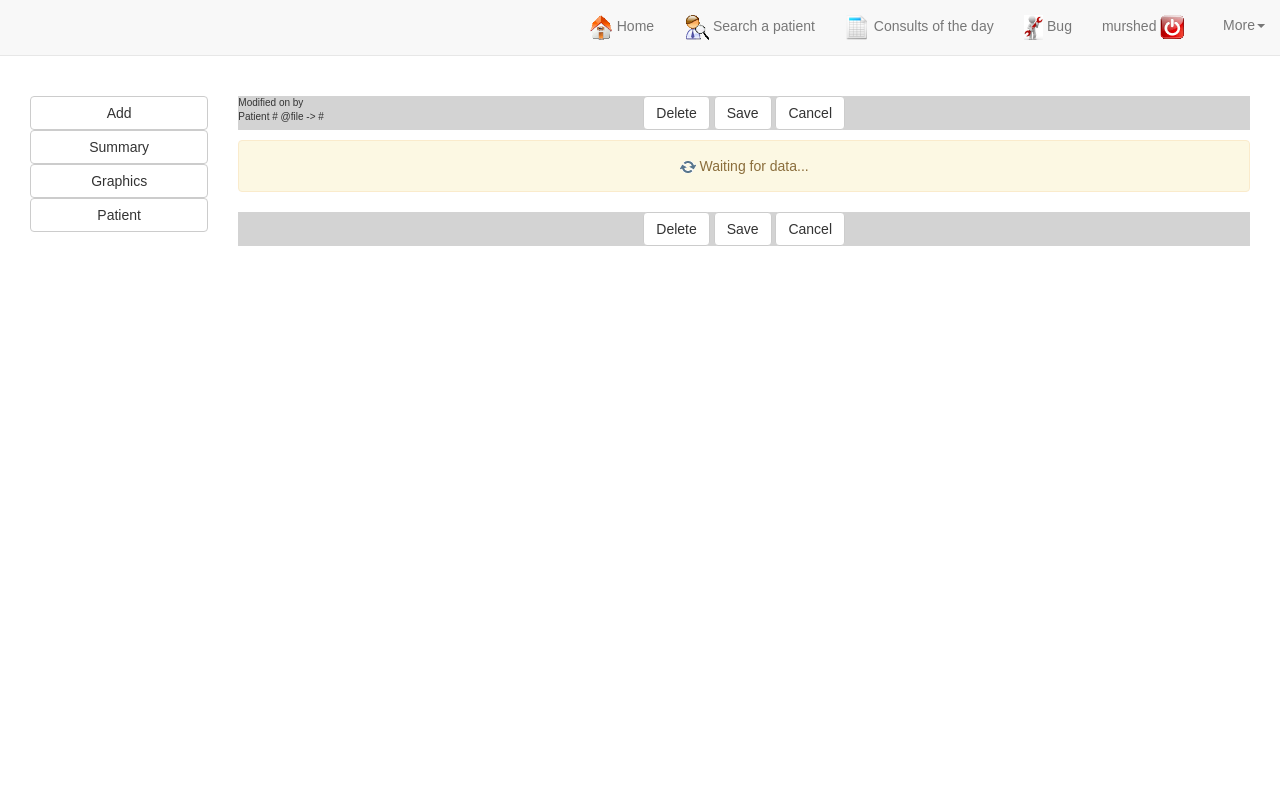 Home Search a patient Consults of the day Bug murshed More
Add
Summary
Graphics
Patient
Modified on by
Patient # @file -> #
Delete Save Cancel
Waiting for data...
Delete Save Cancel